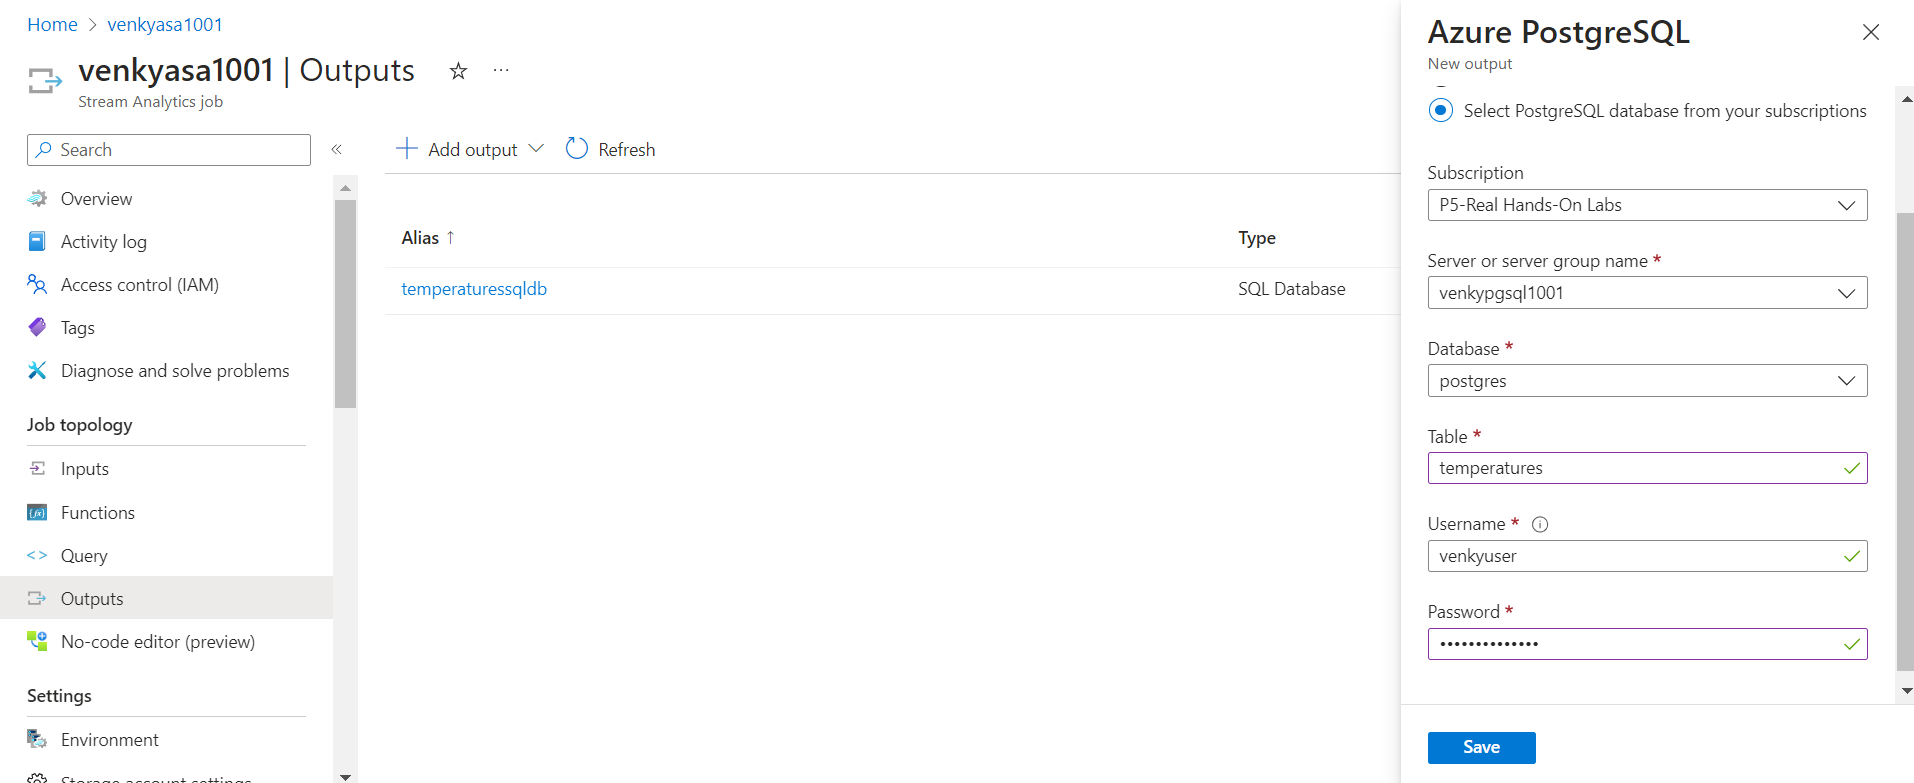 Home > venkyasa1001
venkyasa1001 | Outputs
Stream Analytics job
Search
Overview
Activity log
Access control (IAM)
Tags
Diagnose and solve problems
Job topology
Inputs
Functions
Query
Outputs
No-code editor (preview)
Settings
Environment
Storage account settings
Add output
Refresh
Alias ↑ Type
temperaturessqldb SQL Database
Azure PostgreSQL
New output
Select PostgreSQL database from your subscriptions
Subscription
P5-Real Hands-On Labs
Server or server group name *
venkypgsql1001
Database *
postgres
Table *
temperatures
Username *
venkyuser
Password *
••••••••••••••
Save